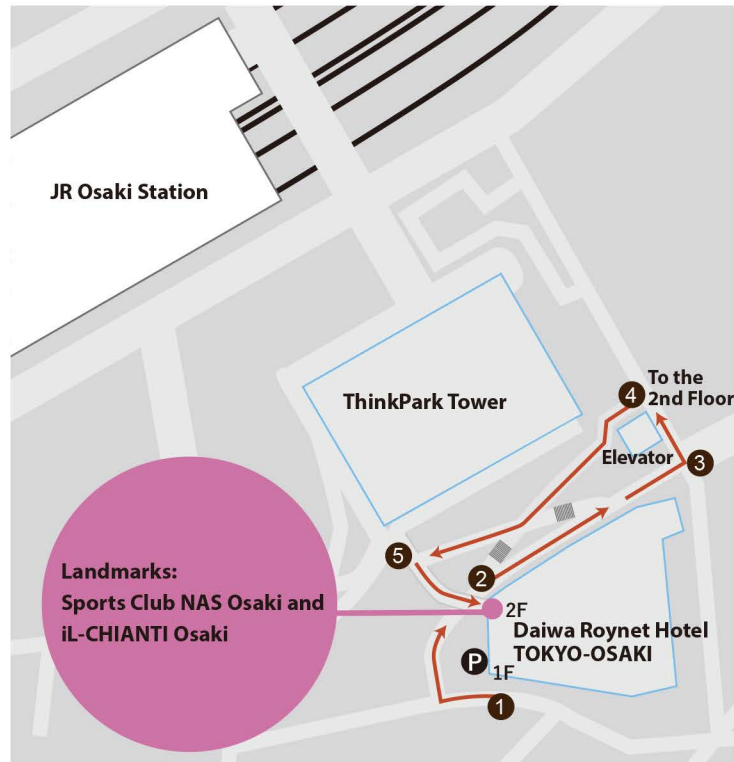 JR Osaki Station
ThinkPark Tower
4
To the
2nd Floor
Elevator
3
5
2
Landmarks:
Sports Club NAS Osaki and
iL-CHIANTI Osaki
2F
Daiwa Roynet Hotel
TOKYO-OSAKI
P
1F
1